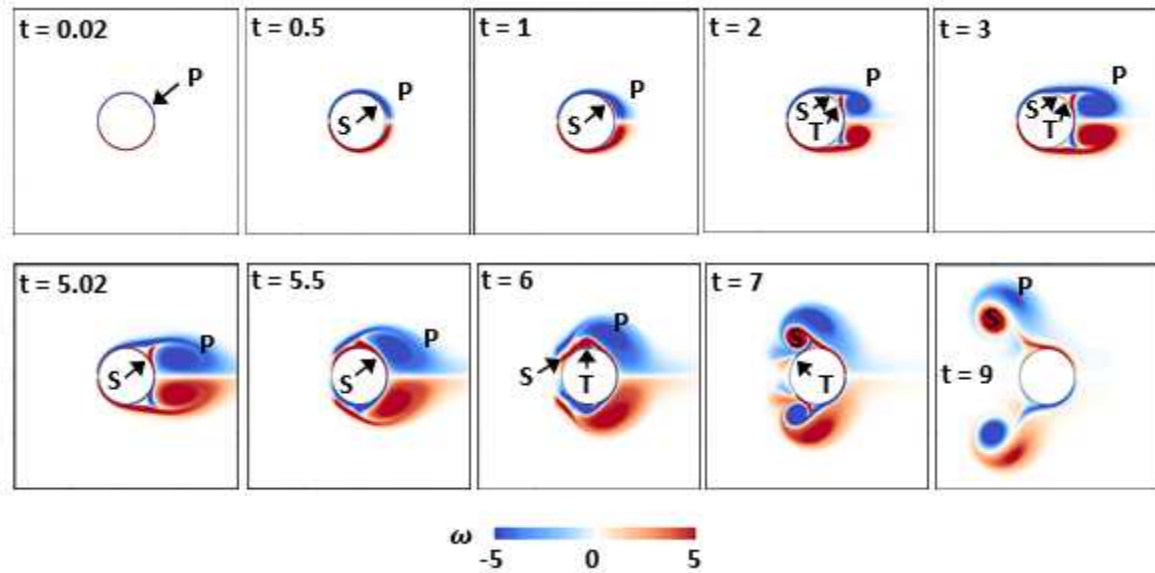 t = 0.02
P
t = 0.5
P
S
t = 1
P
S
t = 2
P
S
T
t = 3
P
S
T
t = 5.02
P
S
t = 5.5
P
S
t = 6
P
S
T
t = 7
S
T
P
S
t = 9
ω
-5 0 5